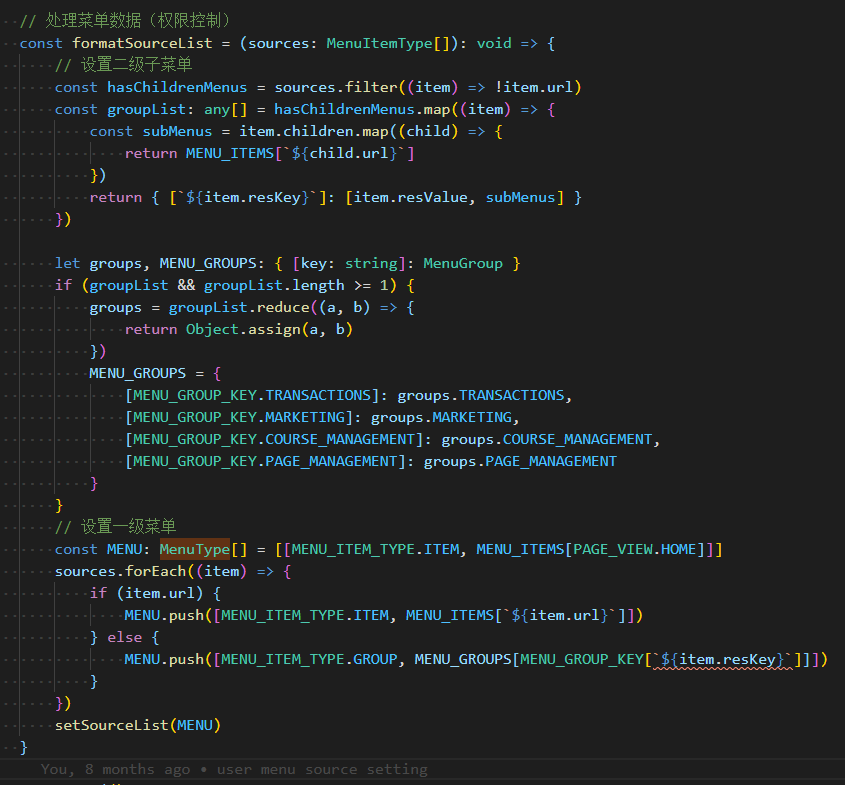 // 处理菜单数据（权限控制）
const formatSourceList = (sources: MenuItemType[]): void => {
// 设置二级子菜单
const hasChildrenMenus = sources.filter((item) => !item.url)
const groupList: any[] = hasChildrenMenus.map((item) => {
const subMenus = item.children.map((child) => {
return MENU_ITEMS[`${child.url}`]
})
return { [`${item.resKey}`]: [item.resValue, subMenus] }
})
let groups, MENU_GROUPS: { [key: string]: MenuGroup }
if (groupList && groupList.length >= 1) {
groups = groupList.reduce((a, b) => {
return Object.assign(a, b)
})
MENU_GROUPS = {
[MENU_GROUP_KEY.TRANSACTIONS]: groups.TRANSACTIONS,
[MENU_GROUP_KEY.MARKETING]: groups.MARKETING,
[MENU_GROUP_KEY.COURSE_MANAGEMENT]: groups.COURSE_MANAGEMENT,
[MENU_GROUP_KEY.PAGE_MANAGEMENT]: groups.PAGE_MANAGEMENT
}
}
// 设置一级菜单
const MENU: MenuType[] = [[MENU_ITEM_TYPE.ITEM, MENU_ITEMS[PAGE_VIEW.HOME]]]
sources.forEach((item) => {
if (item.url) {
MENU.push([MENU_ITEM_TYPE.ITEM, MENU_ITEMS[`${item.url}`]])
} else {
MENU.push([MENU_ITEM_TYPE.GROUP, MENU_GROUPS[MENU_GROUP_KEY[`${item.resKey}`]]])
}
})
setSourceList(MENU)
}
You, 8 months ago • user menu source setting